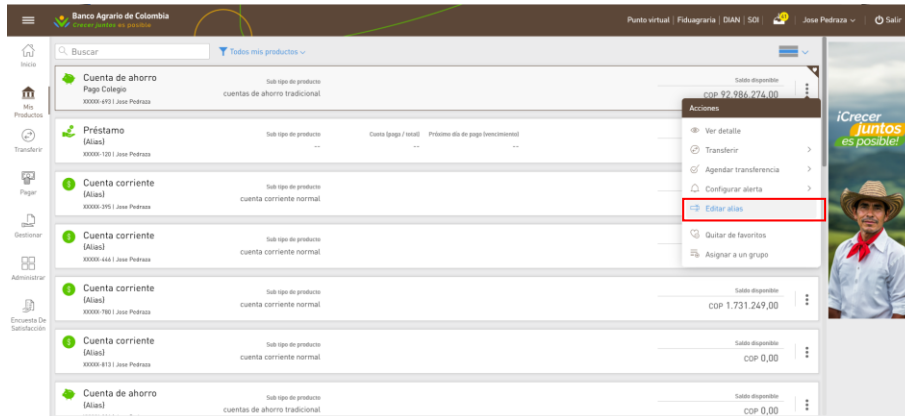 Banco Agrario de Colombia
Crecer juntos es posible
Punto virtual | Fiduagraria | DIAN | SOI |
Jose Pedraza
Salir
Inicio
Mis
Productos
Transferir
Pagar
Gestionar
Administrar
Encuesta De
Satisfacción
Buscar
Todos mis productos
Cuenta de ahorro
Pago Colegio
XXXXX-693 | Jose Pedraza
Sub tipo de producto
cuentas de ahorro tradicional
Saldo disponible
COP 92.986.274,00
Préstamo
(Alias)
XXXXX-120 | Jose Pedraza
Sub tipo de producto
--
Cuota (pago / total)
--
Próximo día de pago (vencimiento)
--
Cuenta corriente
(Alias)
XXXXX-395 | Jose Pedraza
Sub tipo de producto
cuenta corriente normal
Cuenta corriente
(Alias)
XXXXX-446 | Jose Pedraza
Sub tipo de producto
cuenta corriente normal
Cuenta corriente
(Alias)
XXXXX-780 | Jose Pedraza
Sub tipo de producto
cuenta corriente normal
Saldo disponible
COP 1.731.249,00
Cuenta corriente
(Alias)
XXXXX-813 | Jose Pedraza
Sub tipo de producto
cuenta corriente normal
Saldo disponible
COP 0,00
Cuenta de ahorro
(Alias)
Sub tipo de producto
cuentas de ahorro tradicional
Saldo disponible
COP 0,00
Acciones
Ver detalle
Transferir
Agendar transferencia
Configurar alerta
Editar alias
Quitar de favoritos
Asignar a un grupo
¡Crecer
juntos
es posible!